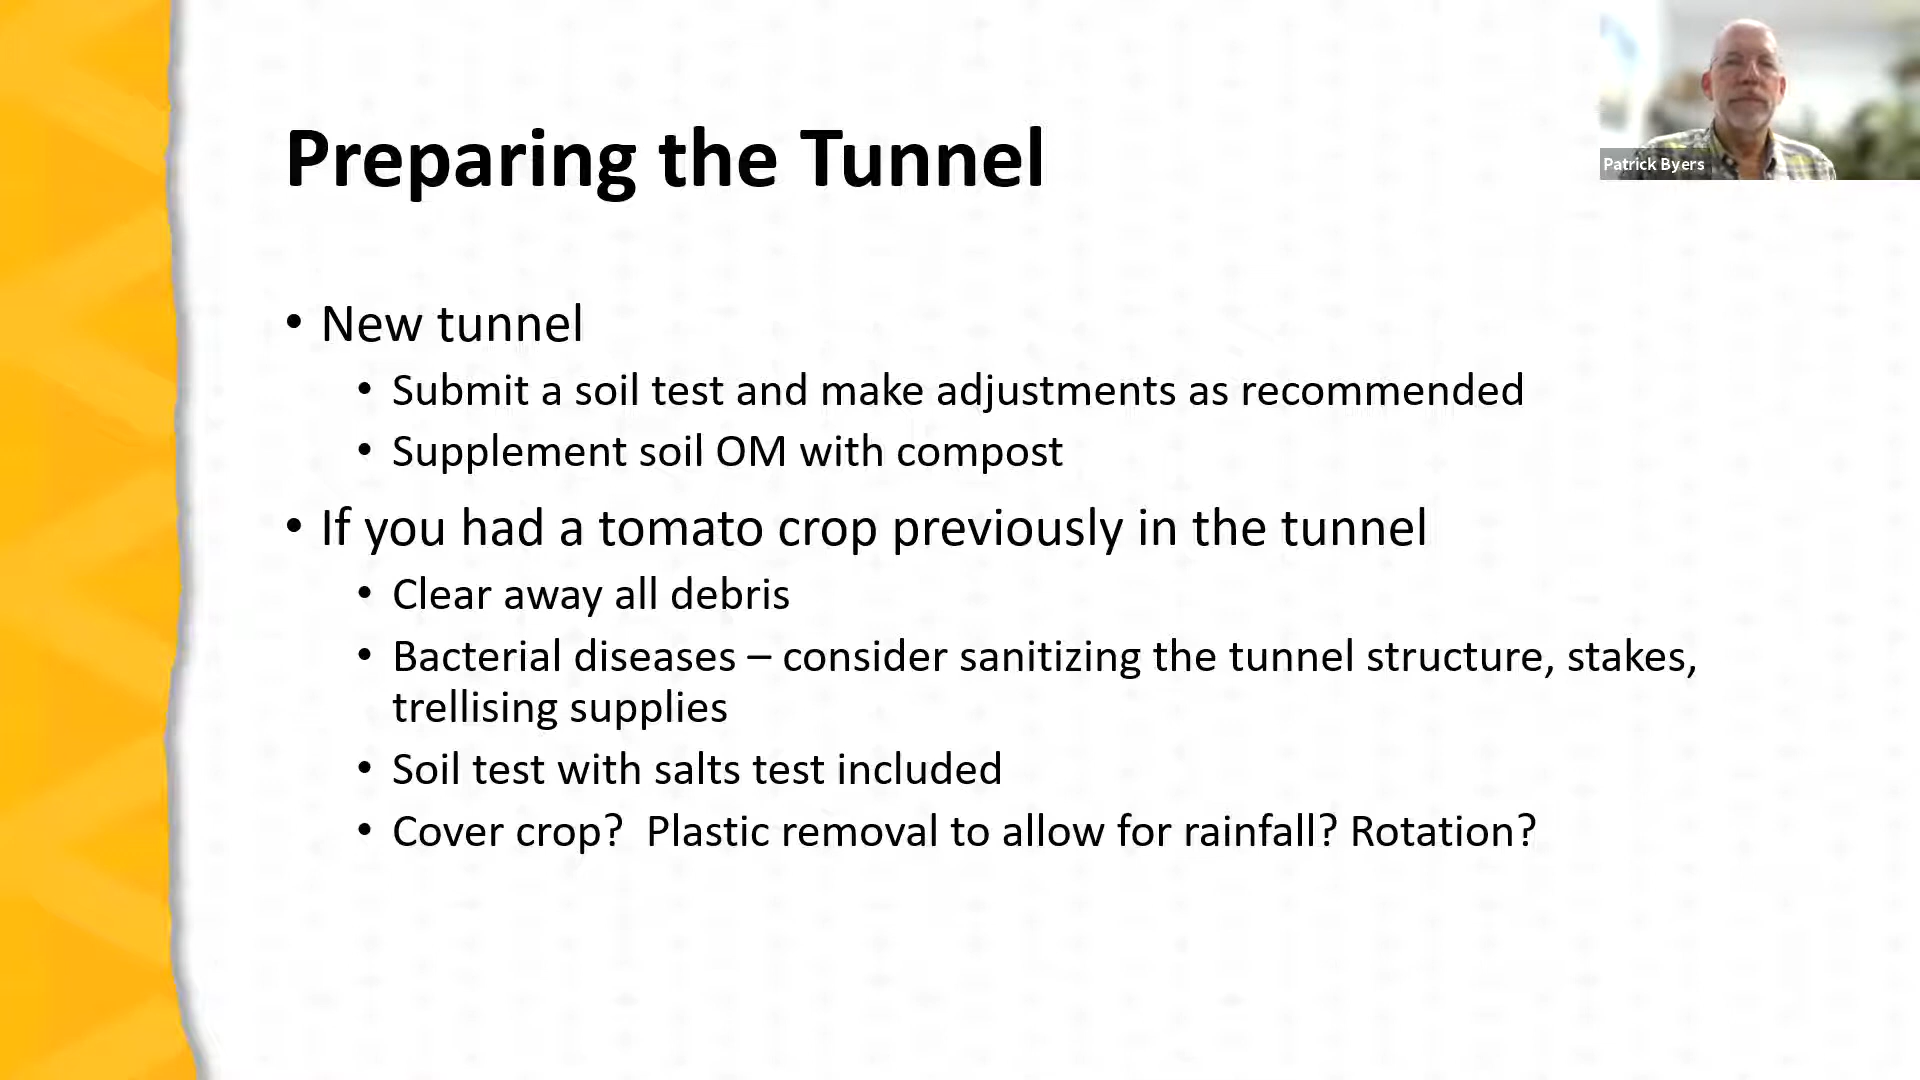 Preparing the Tunnel
Patrick Byers
• New tunnel
• Submit a soil test and make adjustments as recommended
• Supplement soil OM with compost
• If you had a tomato crop previously in the tunnel
• Clear away all debris
• Bacterial diseases – consider sanitizing the tunnel structure, stakes,
trellising supplies
• Soil test with salts test included
• Cover crop?  Plastic removal to allow for rainfall? Rotation?